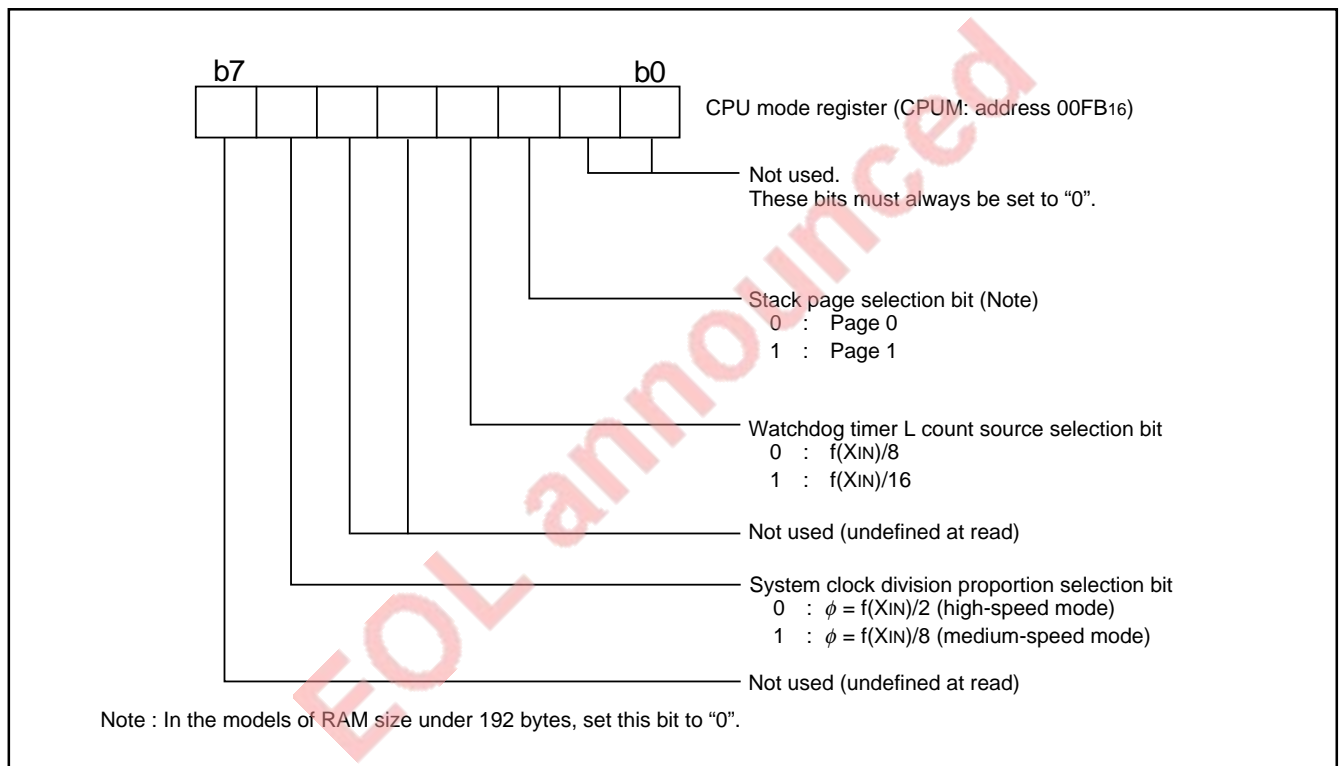 b7 b0
CPU mode register (CPUM: address 00FB16)
Not used.
These bits must always be set to “0”.
Stack page selection bit (Note)
0 : Page 0
1 : Page 1
Watchdog timer L count source selection bit
0 : f(XIN)/8
1 : f(XIN)/16
Not used (undefined at read)
System clock division proportion selection bit
0 : ϕ = f(XIN)/2 (high-speed mode)
1 : ϕ = f(XIN)/8 (medium-speed mode)
Not used (undefined at read)
Note : In the models of RAM size under 192 bytes, set this bit to “0”.
EOL announced